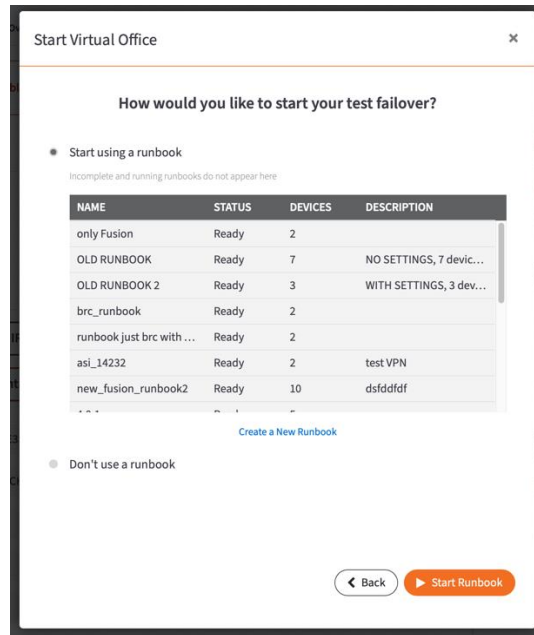 Start Virtual Office ×
How would you like to start your test failover?
Start using a runbook
Incomplete and running runbooks do not appear here
NAME STATUS DEVICES DESCRIPTION
only Fusion Ready 2
OLD RUNBOOK Ready 7 NO SETTINGS, 7 devic...
OLD RUNBOOK 2 Ready 3 WITH SETTINGS, 3 dev...
brc_runbook Ready 2
runbook just brc with ... Ready 2
asi_14232 Ready 2 test VPN
new_fusion_runbook2 Ready 10 dsfddfdf
Create a New Runbook
Don't use a runbook
Back Start Runbook